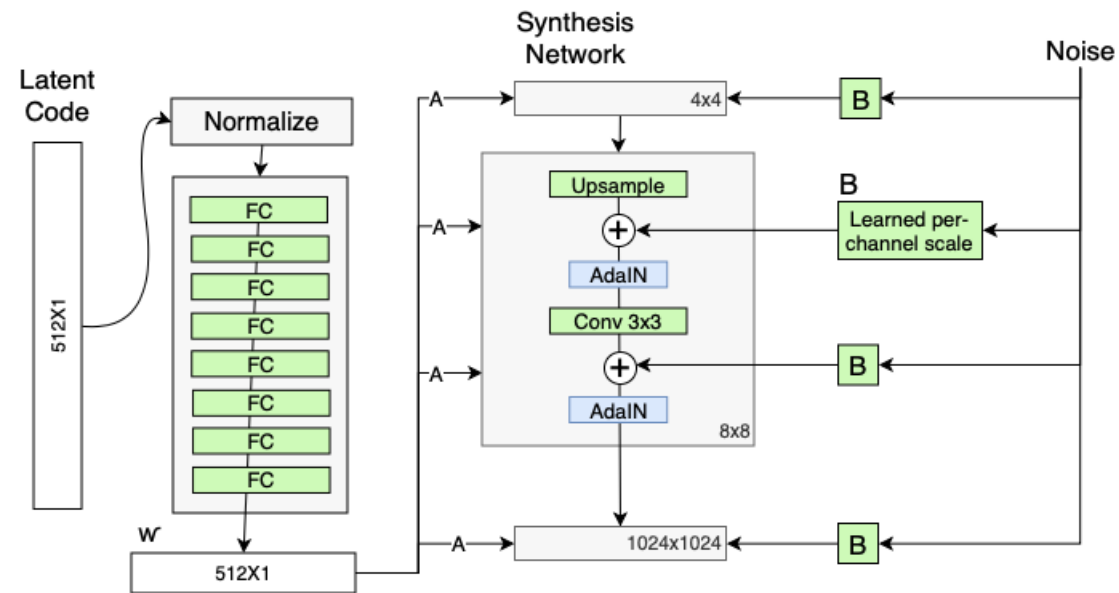 Latent
Code
512X1
Normalize
FC
FC
FC
FC
FC
FC
FC
FC
w
512X1
Synthesis
Network
A
4x4
A
A
Upsample
+
AdaIN
Conv 3x3
+
AdaIN
8x8
A
1024x1024
Noise
B
B
Learned per-
channel scale
B
B